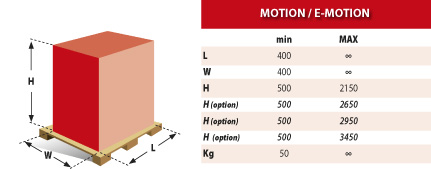 MOTION / E-MOTION
min MAX
L 400 ∞
W 400 ∞
H 500 2150
H (option) 500 2650
H (option) 500 2950
H (option) 500 3450
Kg 50 ∞
H
W
L